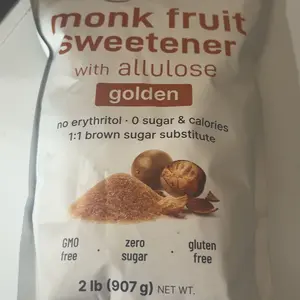 monk fruit
sweetener
with allulose
golden
no erythritol · 0 sugar & calories
1:1 brown sugar substitute
GMO free · zero sugar · gluten free
2 lb (907 g) NET WT.